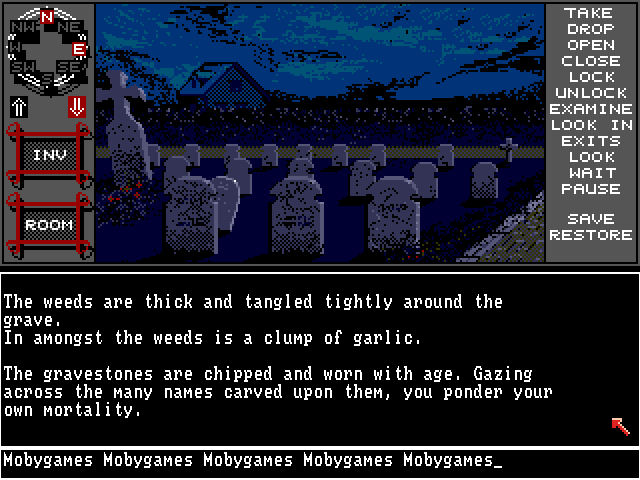 N
NW NE
W E
SW SE
S
INV
ROOM
TAKE
DROP
OPEN
CLOSE
LOCK
UNLOCK
EXAMINE
LOOK IN
EXITS
LOOK
WAIT
PAUSE
SAVE
RESTORE
The weeds are thick and tangled tightly around the
grave.
In amongst the weeds is a clump of garlic.
The gravestones are chipped and worn with age. Gazing
across the many names carved upon them, you ponder your
own mortality.
Mobygames Mobygames Mobygames Mobygames Mobygames_